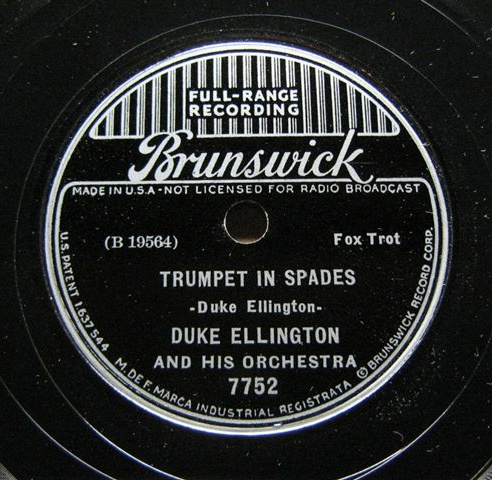 FULL-RANGE
RECORDING
Brunswick
MADE IN U.S.A-NOT LICENSED FOR RADIO BROADCAST
(B 19564)
Fox Trot
TRUMPET IN SPADES
-Duke Ellington-
DUKE ELLINGTON
AND HIS ORCHESTRA
7752
U.S. PATENT 1637544
M. DE F. MARCA INDUSTRIAL REGISTRATA
© BRUNSWICK RECORD CORP.